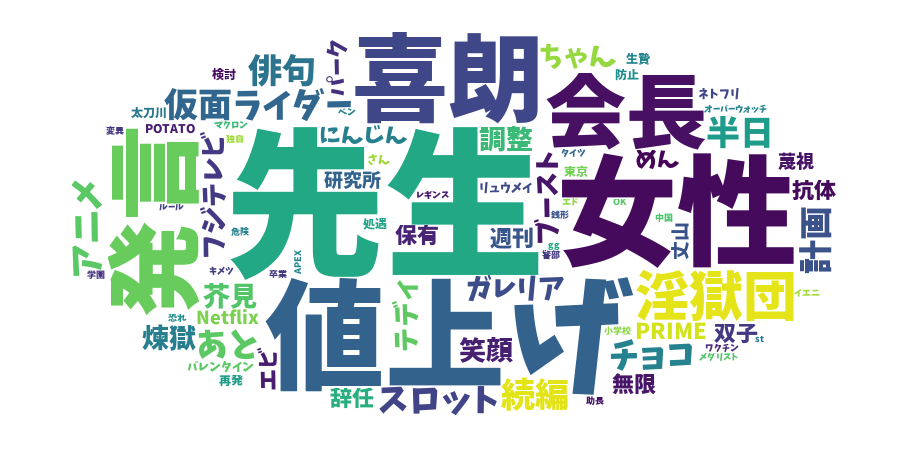 喜朗
ちゃん
生贄
防止
検討
俳句
パーク
会長
ネトフリ
オーバーウォッチ
仮面ライダー
ペン
太刀川
マクロン
POTATO
変異
独自
にんじん
調整
半日
発言
フジテレビ
先生
さん
研究所
レギンス
リュウメイ
ブースト
タイツ
めん
東京
蔑視
女性
抗体
アニメ
ルール
処遇
保有
週刊
エド
OK
銭形
中国
丈山
計画
危険
gg
警部
キメツ
卒業
APEX
学園
芥見
Netflix
恐れ
値上げ
テディ
ガレリア
淫獄団
イエニ
煉獄
あと
エビ
笑顔
小学校
PRIME
双子
st
チョコ
ワクチン
メダリスト
バレンタイン
再発
無限
辞任
スロット
続編
助長